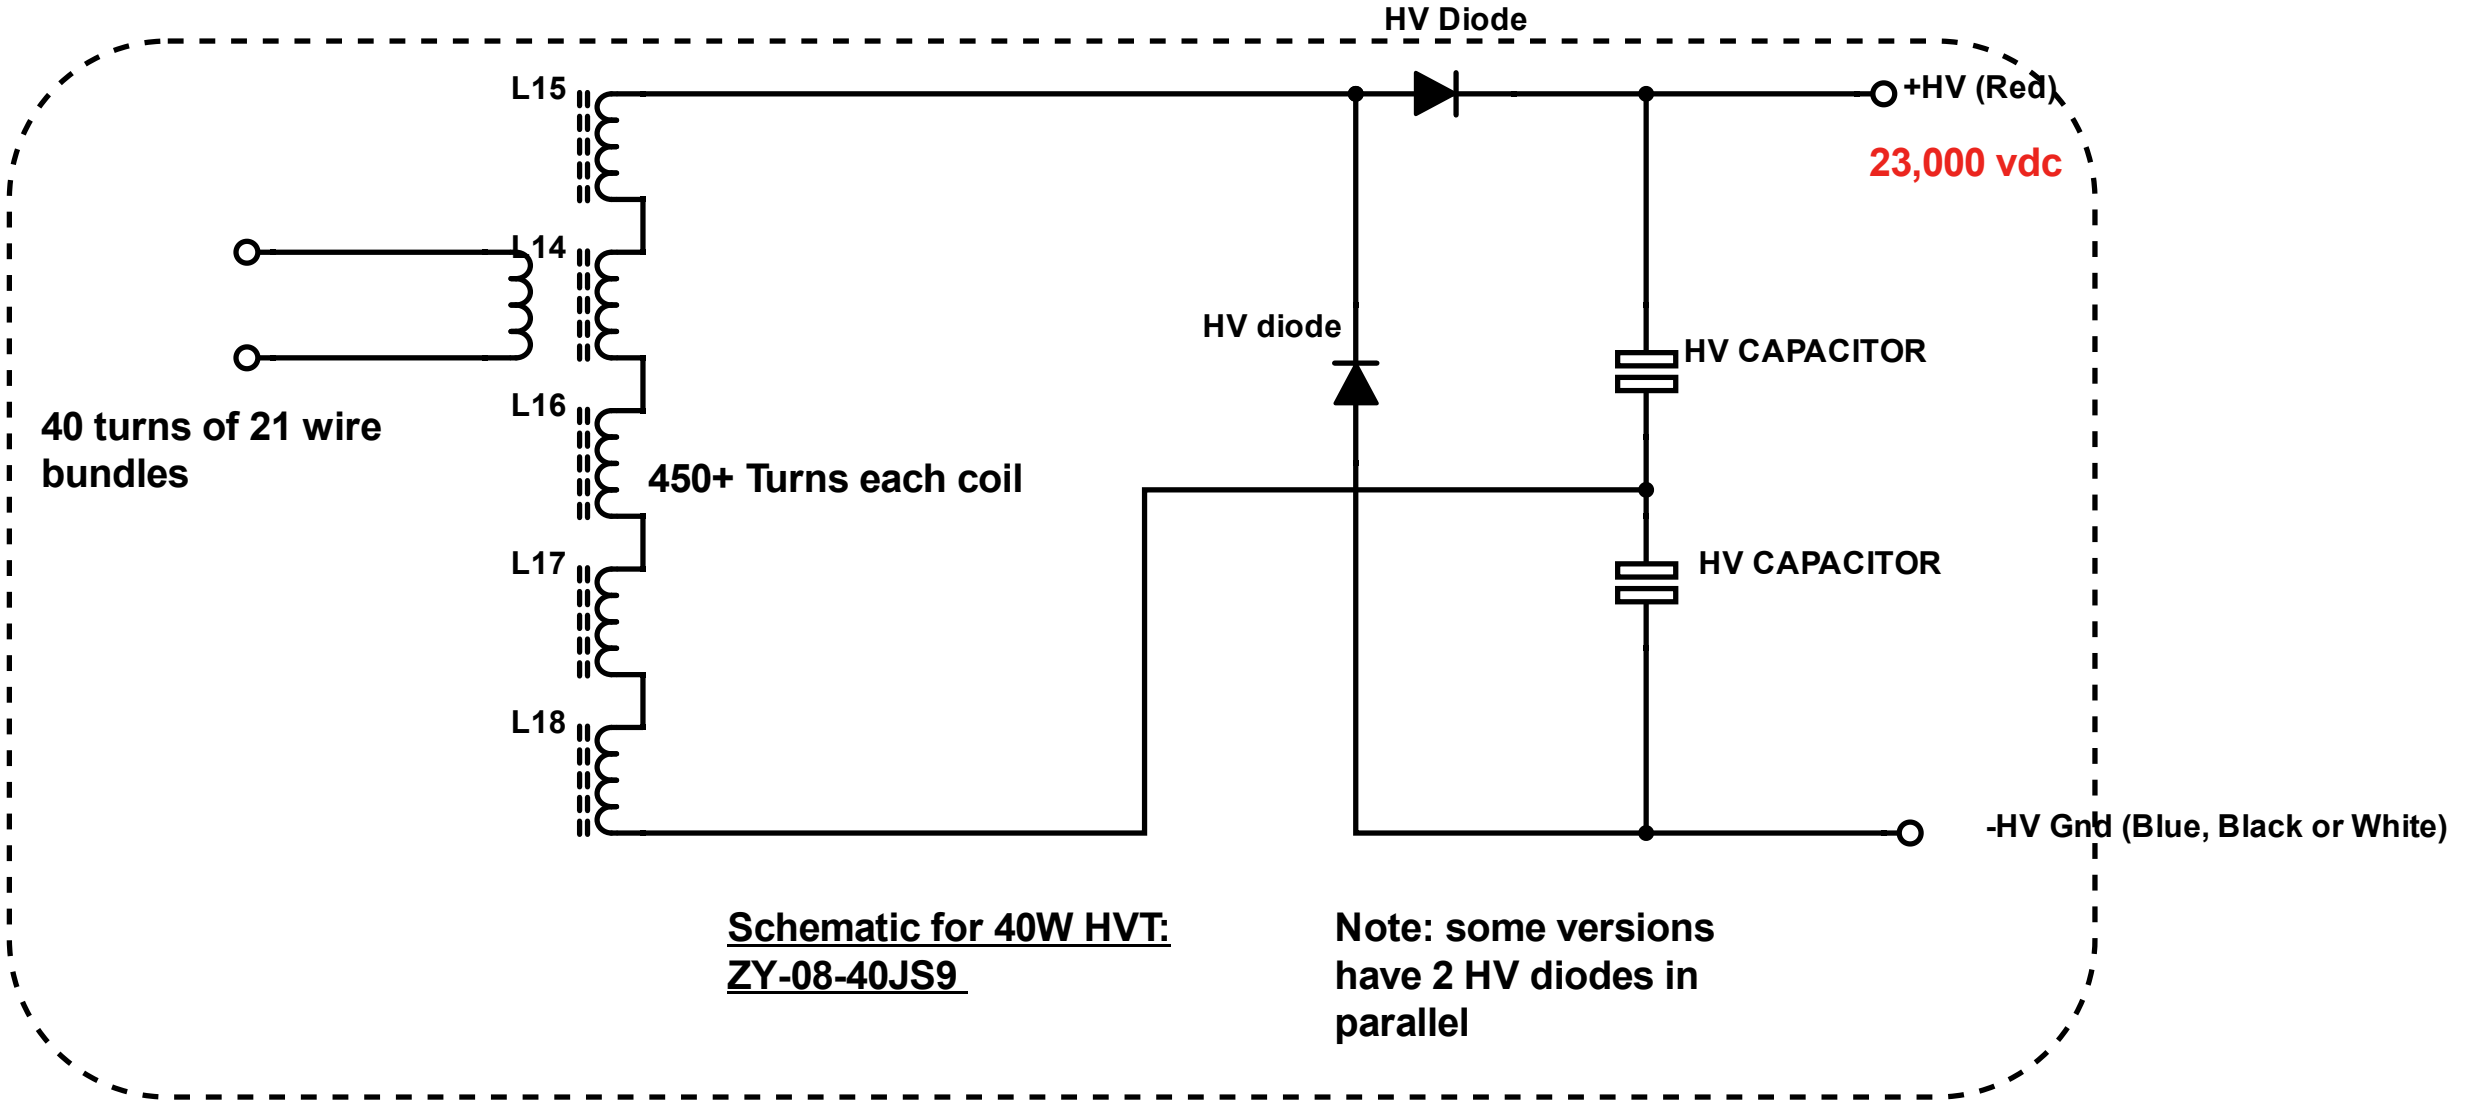 HV Diode
L15
+HV (Red)
23,000 vdc
L14
HV diode
HV CAPACITOR
40 turns of 21 wire
bundles
L16
450+ Turns each coil
L17
HV CAPACITOR
L18
-HV Gnd (Blue, Black or White)
Schematic for 40W HVT:
ZY-08-40JS9
Note: some versions
have 2 HV diodes in
parallel